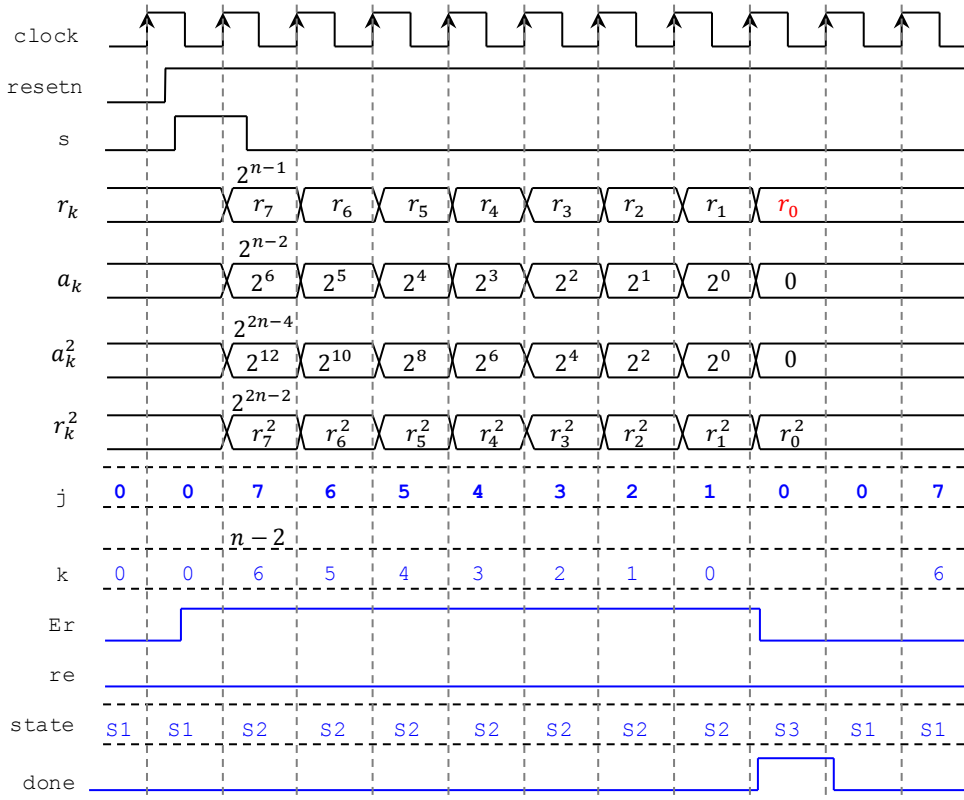 clock
resetn
s
2^{n-1}
r_k r_7 r_6 r_5 r_4 r_3 r_2 r_1 r_0
2^{n-2}
a_k 2^6 2^5 2^4 2^3 2^2 2^1 2^0 0
2^{2n-4}
a_k^2 2^{12} 2^{10} 2^8 2^6 2^4 2^2 2^0 0
2^{2n-2}
r_k^2 r_7^2 r_6^2 r_5^2 r_4^2 r_3^2 r_2^2 r_1^2 r_0^2
j 0 0 7 6 5 4 3 2 1 0 0 7
n − 2
k 0 0 6 5 4 3 2 1 0 6
Er
re
state S1 S1 S2 S2 S2 S2 S2 S2 S2 S3 S1 S1
done